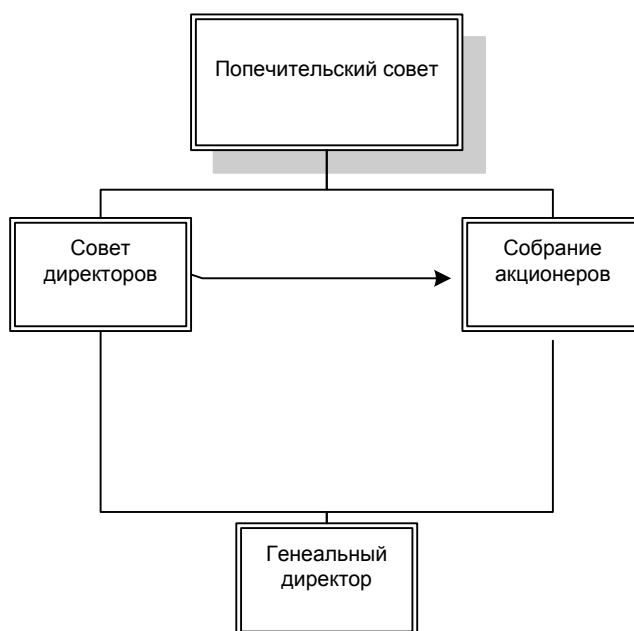 Попечительский совет
Совет
директоров
Собрание
акционеров
Генеальный
директор